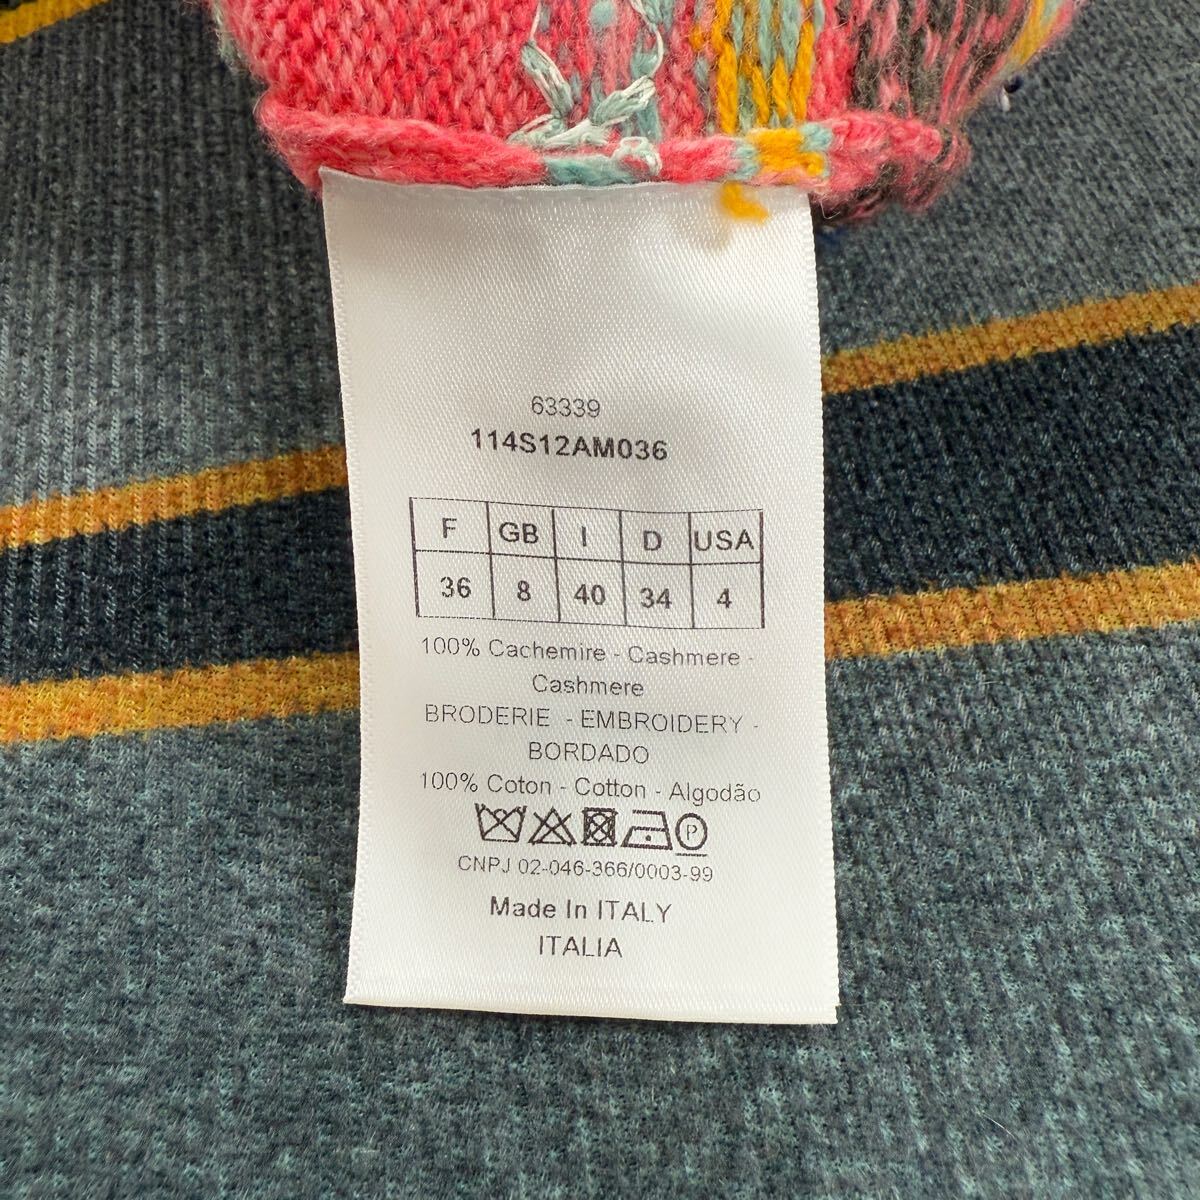 63339
114S12AM036
F GB I D USA
36 8 40 34 4
100% Cachemire - Cashmere -
Cashmere
BRODERIE - EMBROIDERY -
BORDADO
100% Coton - Cotton - Algodão
P
CNPJ 02-046-366/0003-99
Made In ITALY
ITALIA